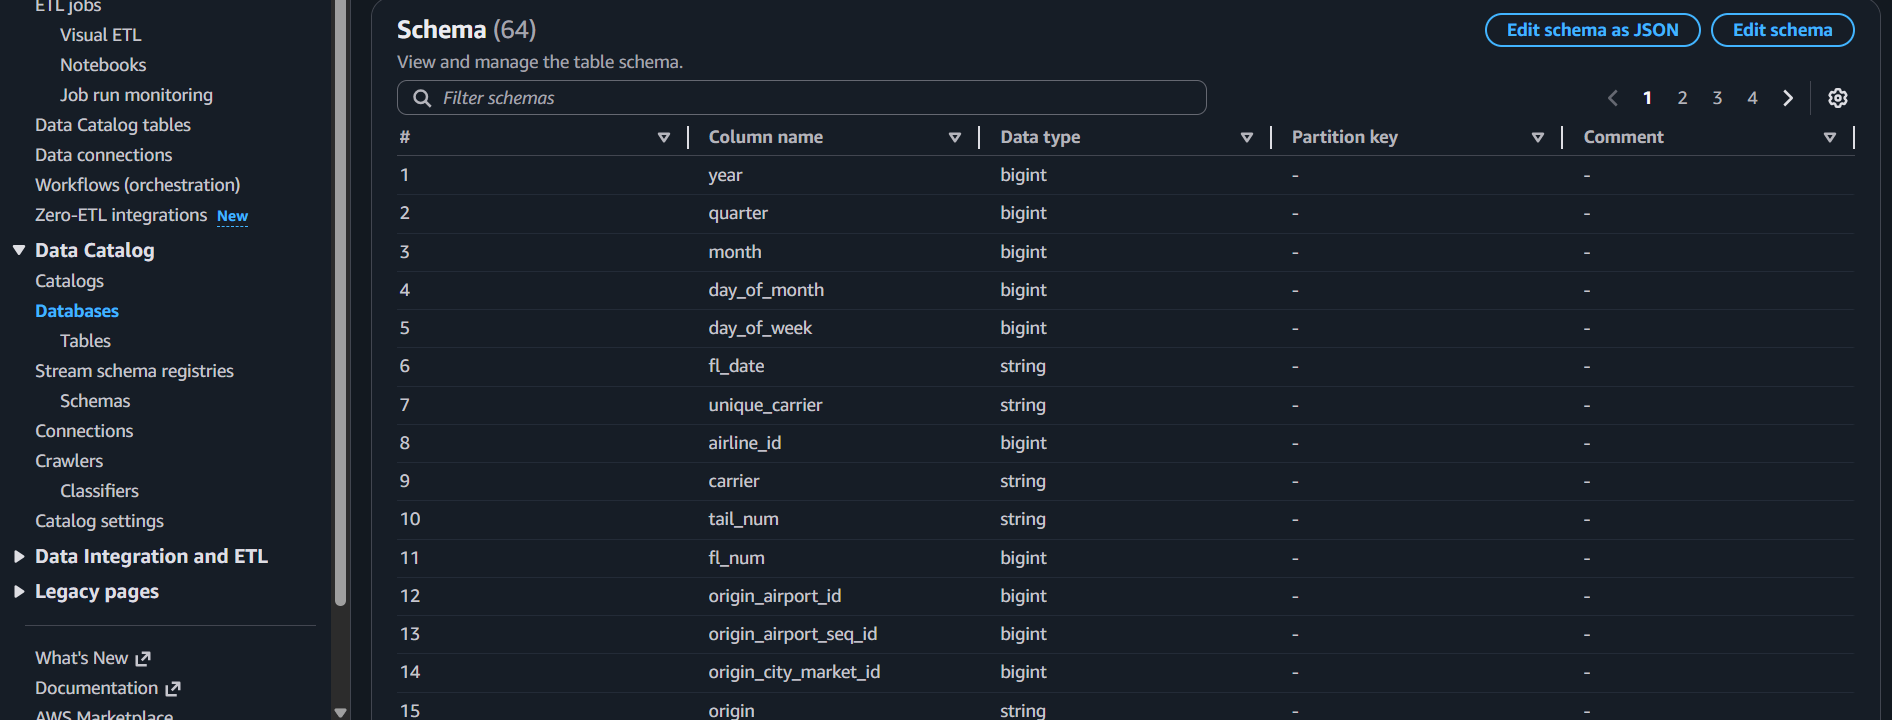 ETL jobs
Visual ETL
Notebooks
Job run monitoring
Data Catalog tables
Data connections
Workflows (orchestration)
Zero-ETL integrations New
Data Catalog
Catalogs
Databases
Tables
Stream schema registries
Schemas
Connections
Crawlers
Classifiers
Catalog settings
Data Integration and ETL
Legacy pages
What's New
Documentation
AWS Marketplace
Schema (64)
Edit schema as JSON
Edit schema
View and manage the table schema.
Filter schemas
1 2 3 4
# Column name Data type Partition key Comment
1 year bigint - -
2 quarter bigint - -
3 month bigint - -
4 day_of_month bigint - -
5 day_of_week bigint - -
6 fl_date string - -
7 unique_carrier string - -
8 airline_id bigint - -
9 carrier string - -
10 tail_num string - -
11 fl_num bigint - -
12 origin_airport_id bigint - -
13 origin_airport_seq_id bigint - -
14 origin_city_market_id bigint - -
15 origin string - -